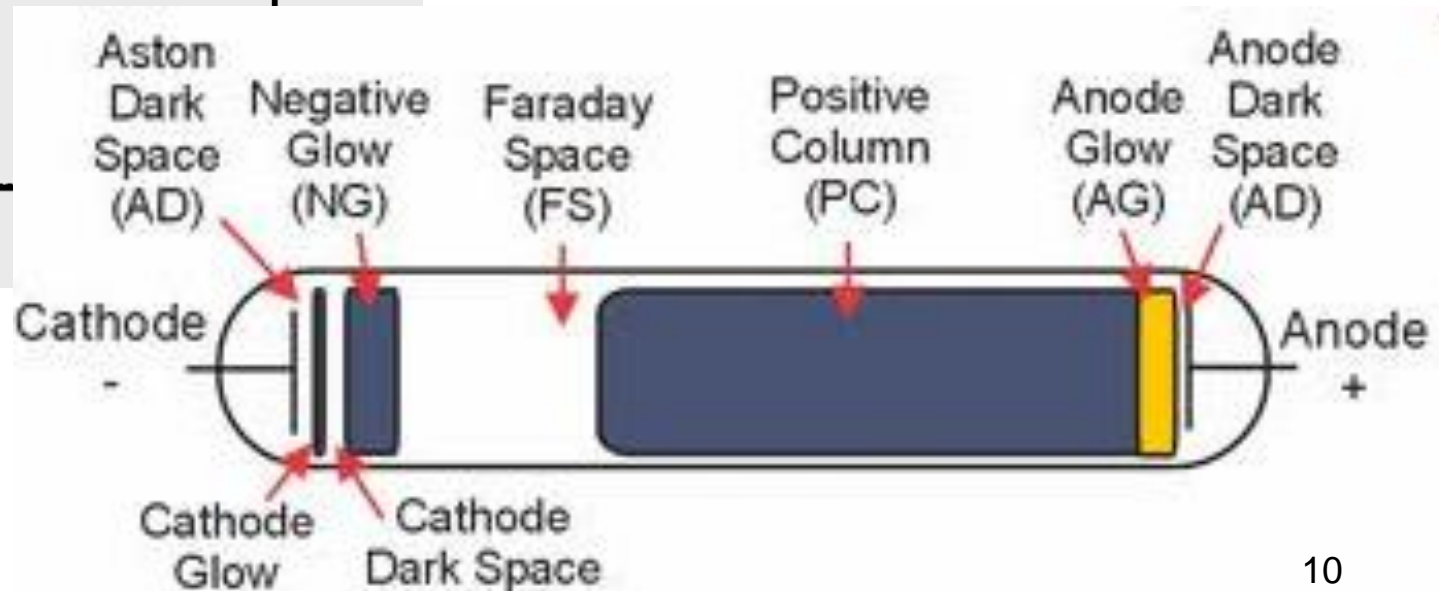 Aston
Dark
Space
(AD)
Negative
Glow
(NG)
Faraday
Space
(FS)
Positive
Column
(PC)
Anode
Glow
(AG)
Anode
Dark
Space
(AD)
Cathode
-
Anode
+
Cathode
Glow
Cathode
Dark Space
10